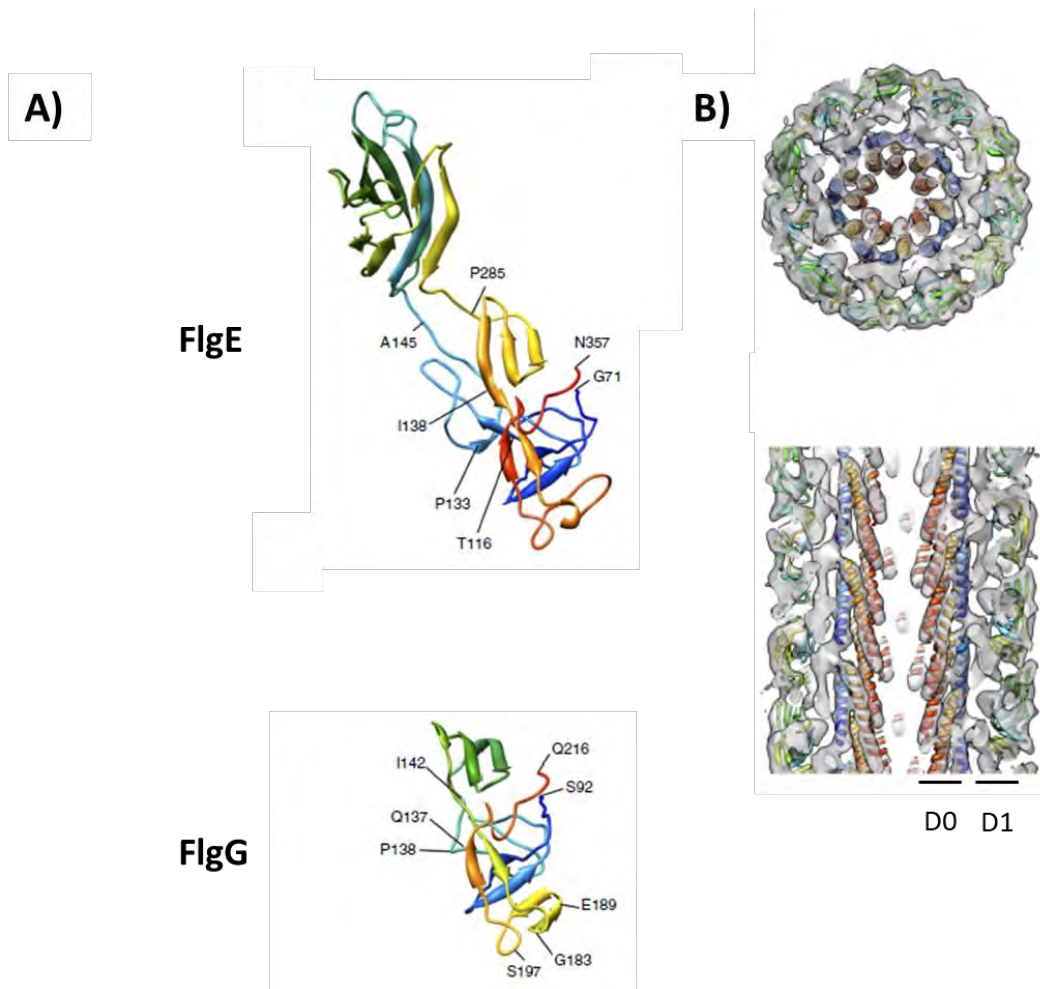 A)
B)
FlgE
P285
A145
N357
G71
I138
P133
T116
D0 D1
FlgG
I142
Q216
S92
Q137
P138
E189
G183
S197